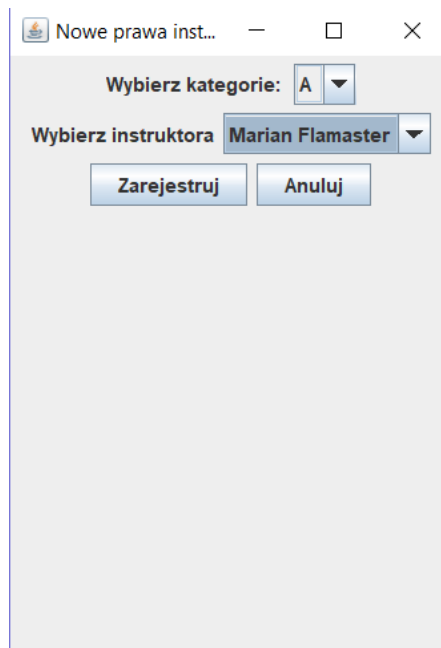 Nowe prawa inst...
Wybierz kategorie: A
Wybierz instruktora Marian Flamaster
Zarejestruj Anuluj